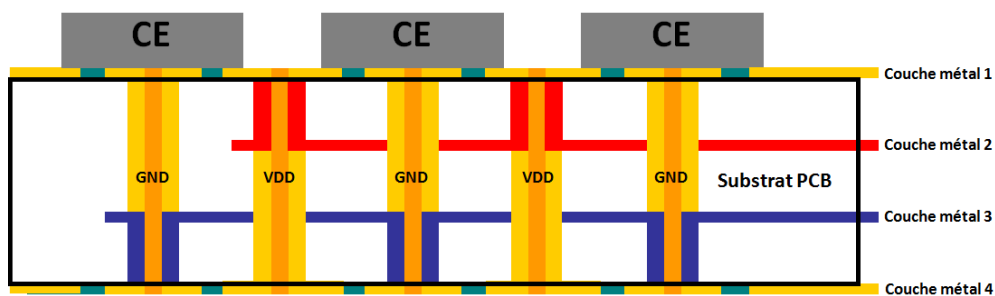 CE CE CE
Couche métal 1
Couche métal 2
GND VDD GND VDD GND Substrat PCB
Couche métal 3
Couche métal 4